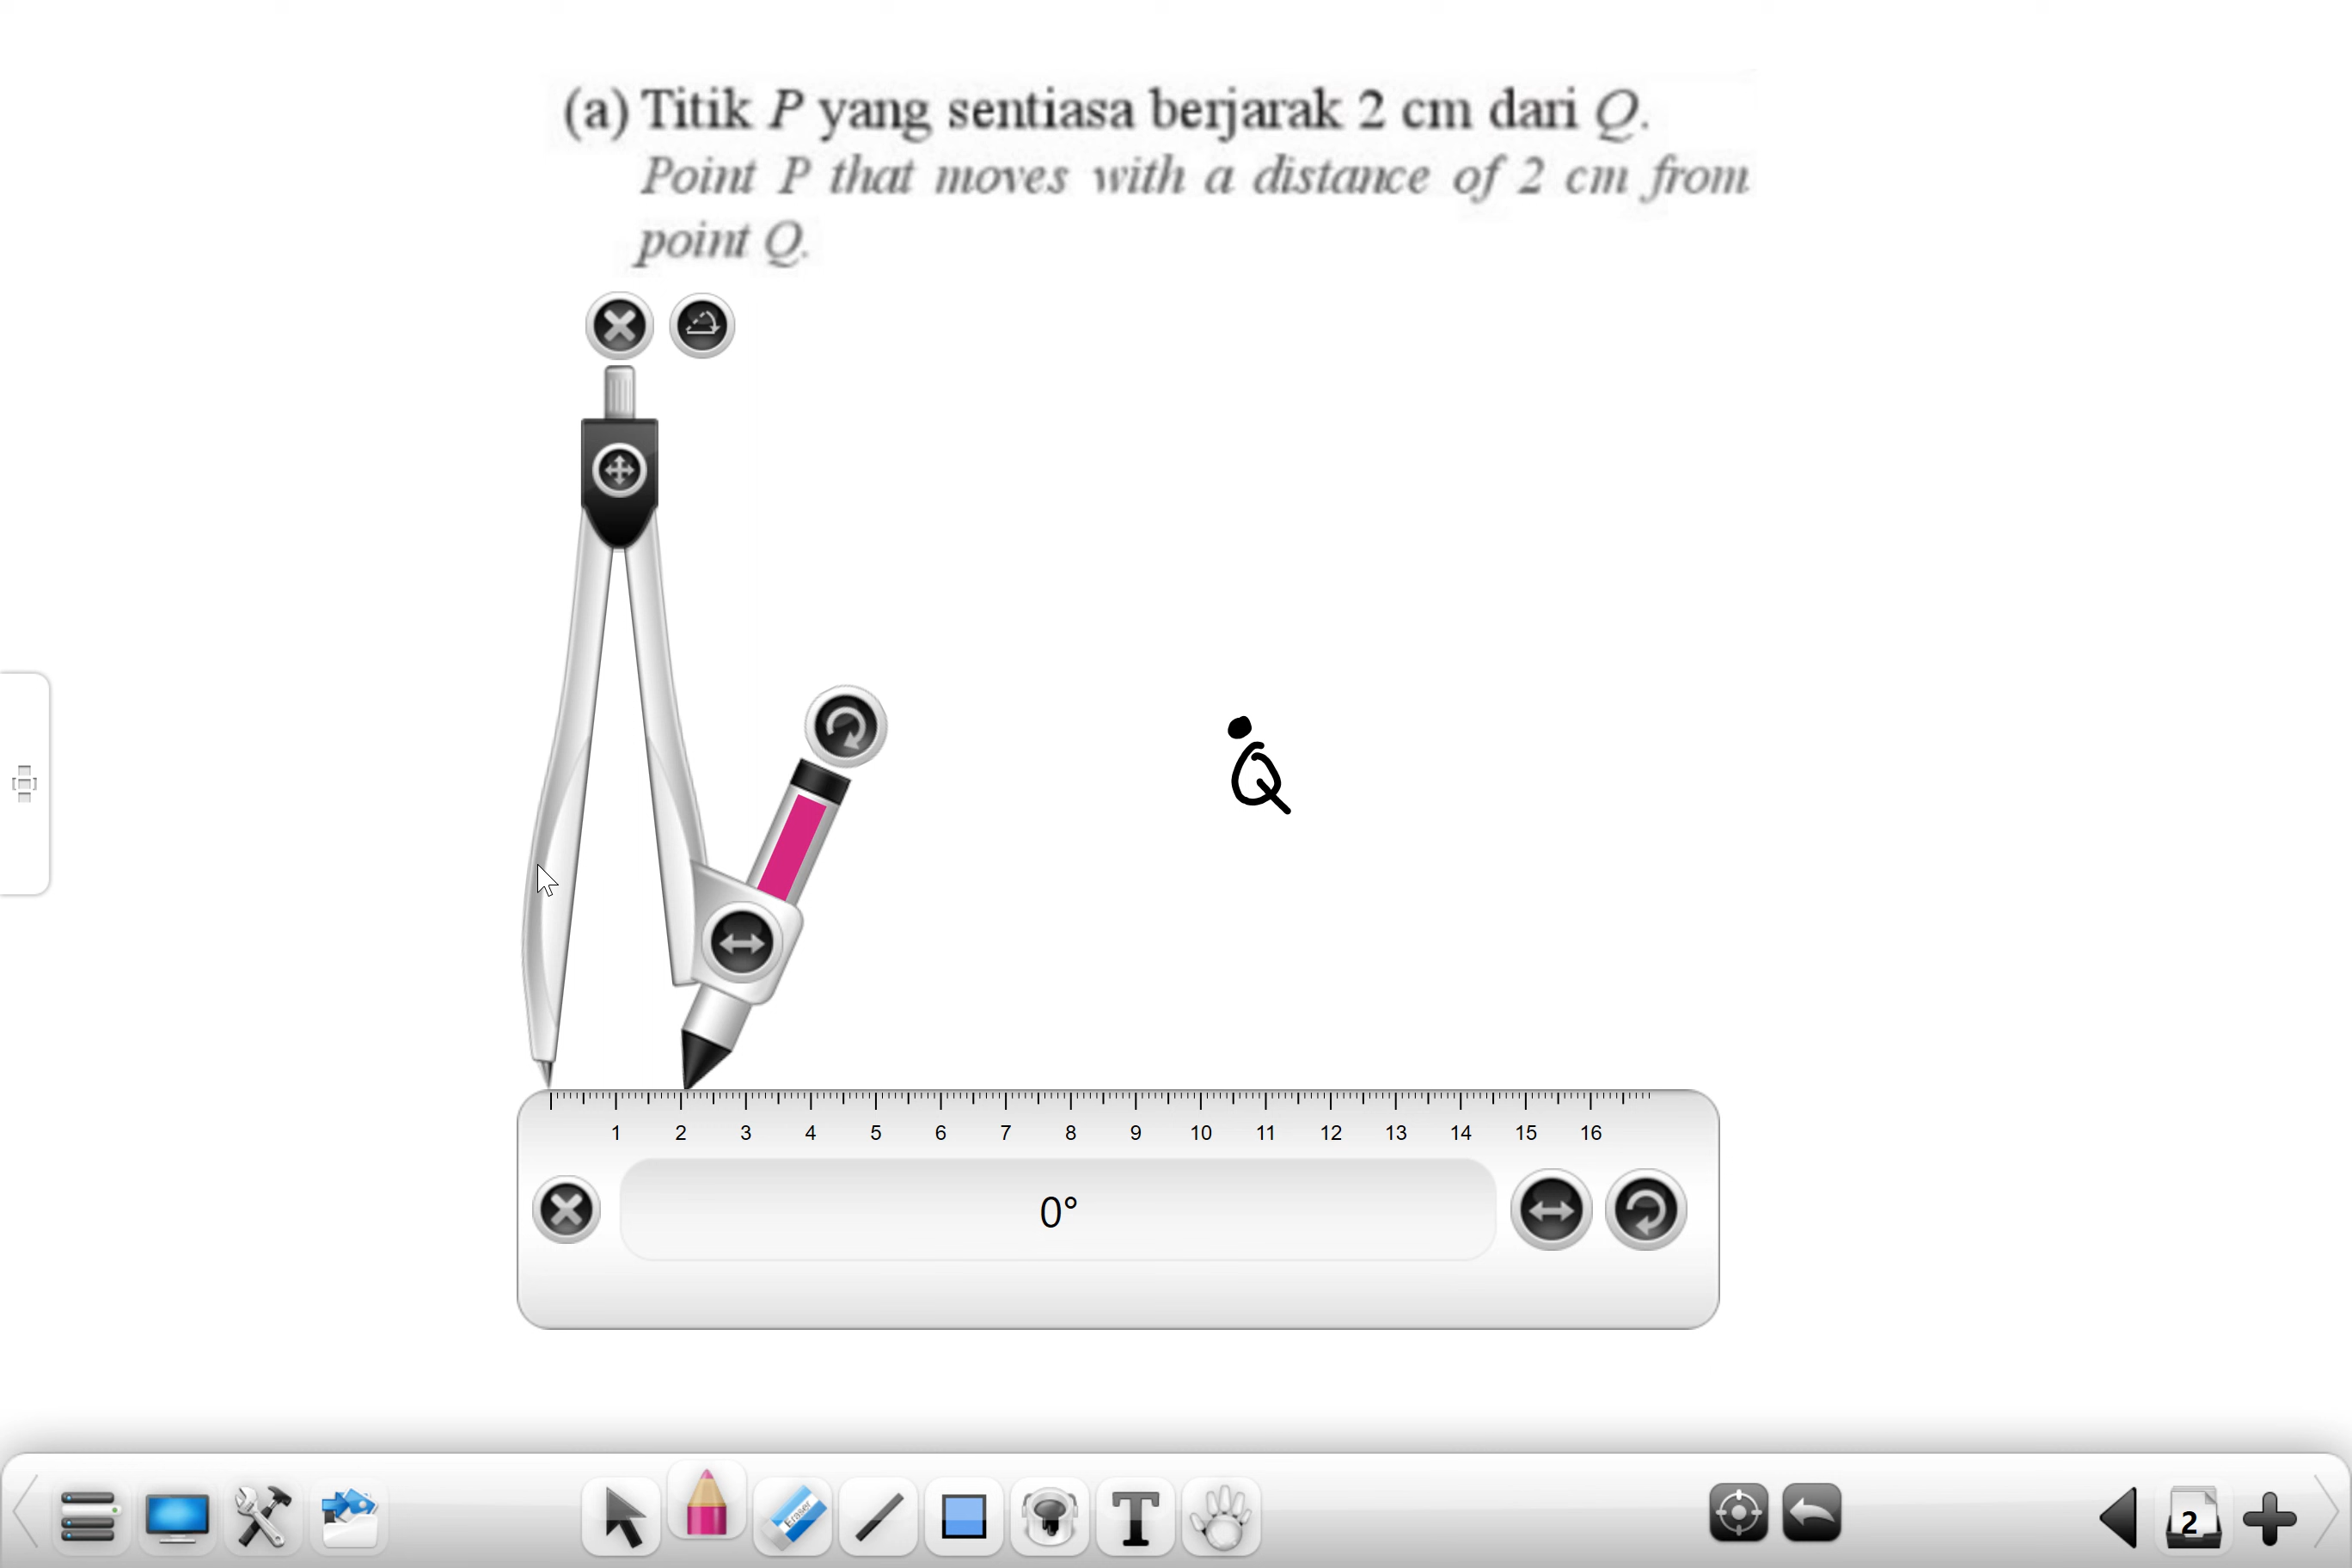 (a) Titik P yang sentiasa berjarak 2 cm dari Q.
Point P that moves with a distance of 2 cm from
point Q.
Q
1 2 3 4 5 6 7 8 9 10 11 12 13 14 15 16
0°
Eraser
T
2